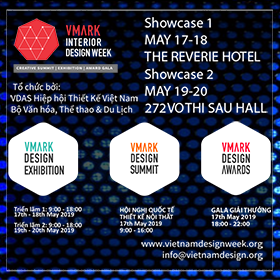 VMARK
INTERIOR
DESIGN WEEK
CREATIVE SUMMIT | EXHIBITION | AWARD GALA
Tổ chức bởi:
VDAS Hiệp hội Thiết Kế Việt Nam
Bộ Văn hóa, Thể thao & Du Lịch
Showcase 1
MAY 17-18
THE REVERIE HOTEL
Showcase 2
MAY 19-20
272VOTHI SAU HALL
VMARK
DESIGN
EXHIBITION
VMARK
DESIGN
SUMMIT
VMARK
DESIGN
AWARDS
Triển lãm 1: 9:00 - 18:00
17th - 18th May 2019
Triển lãm 2: 9:00 - 18:00
19th - 20th May 2019
HỘI NGHỊ QUỐC TẾ
THIẾT KẾ NỘI THẤT
17th May 2019
9:00 - 16:00
GALA GIẢI THƯỞNG
17th May 2019
18:00 - 22:00
www.vietnamdesignweek.org
info@vietnamdesign.org